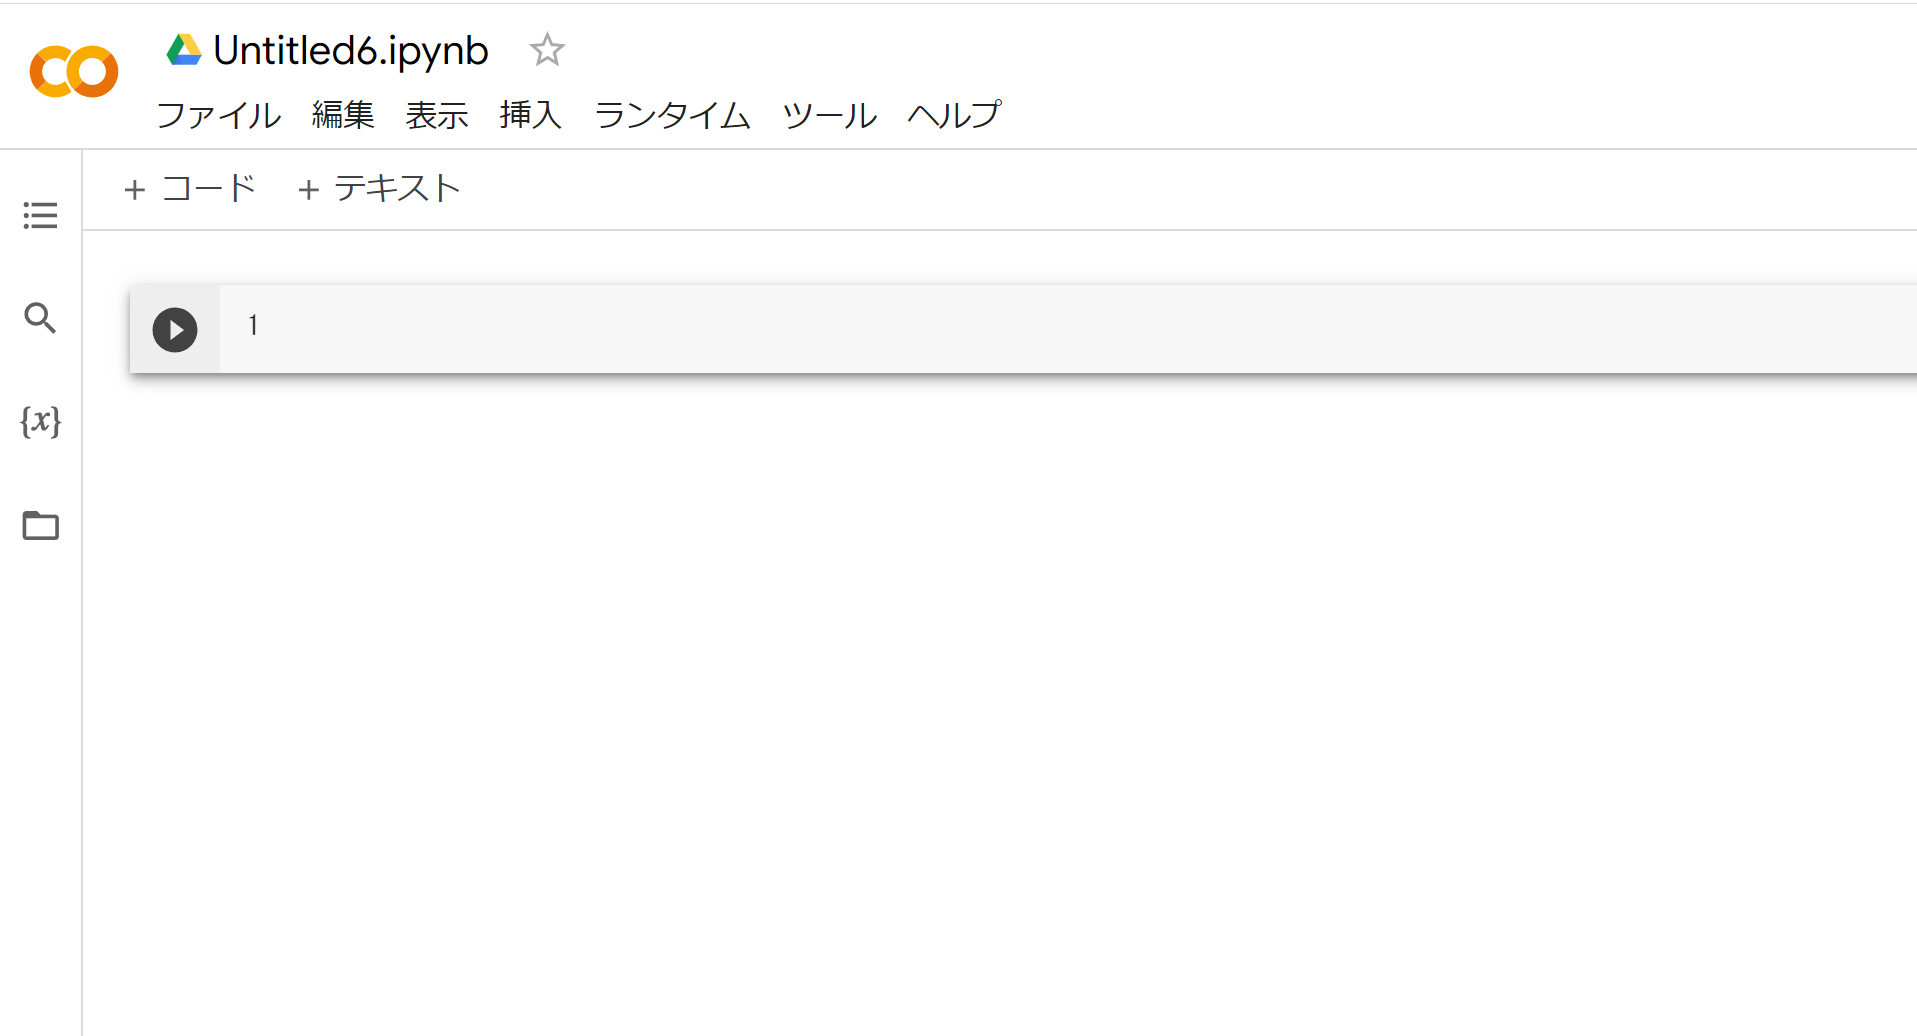 Untitled6.ipynb
ファイル 編集 表示 挿入 ランタイム ツール ヘルプ
+ コード + テキスト
1
{x}